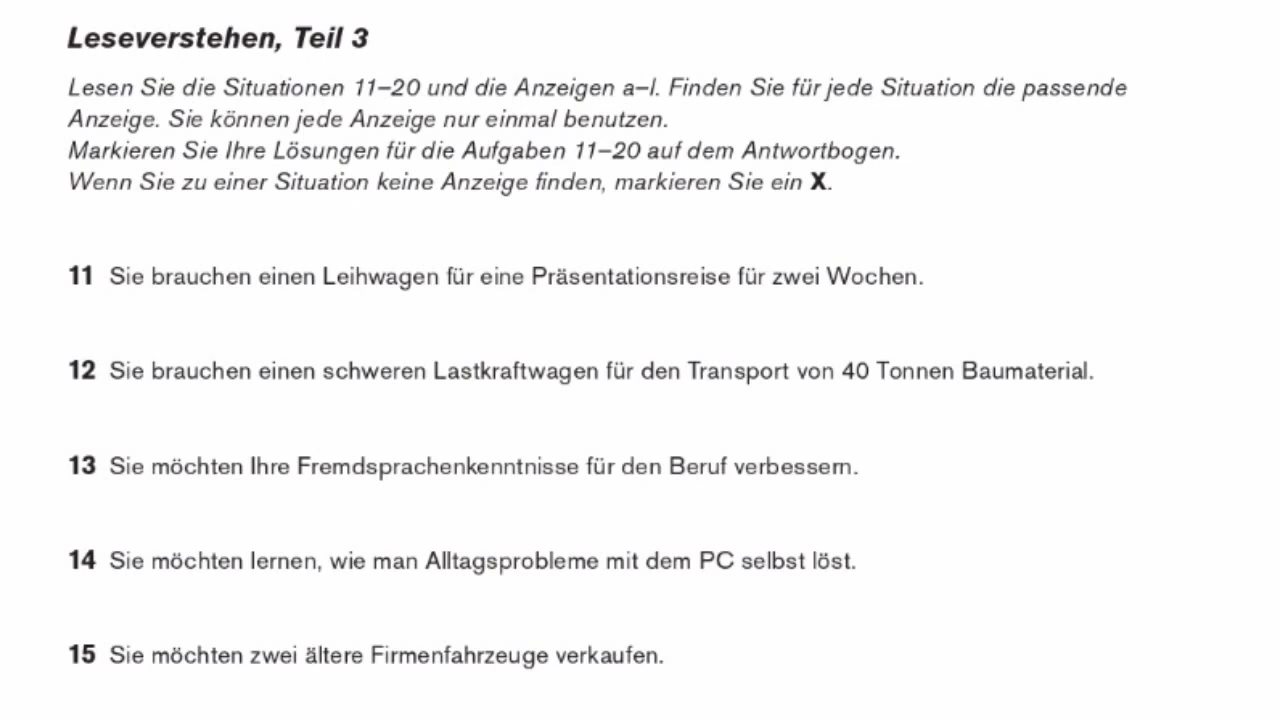 Leseverstehen, Teil 3
Lesen Sie die Situationen 11–20 und die Anzeigen a–l. Finden Sie für jede Situation die passende
Anzeige. Sie können jede Anzeige nur einmal benutzen.
Markieren Sie Ihre Lösungen für die Aufgaben 11–20 auf dem Antwortbogen.
Wenn Sie zu einer Situation keine Anzeige finden, markieren Sie ein X.
11 Sie brauchen einen Leihwagen für eine Präsentationsreise für zwei Wochen.
12 Sie brauchen einen schweren Lastkraftwagen für den Transport von 40 Tonnen Baumaterial.
13 Sie möchten Ihre Fremdsprachenkenntnisse für den Beruf verbessern.
14 Sie möchten lernen, wie man Alltagsprobleme mit dem PC selbst löst.
15 Sie möchten zwei ältere Firmenfahrzeuge verkaufen.